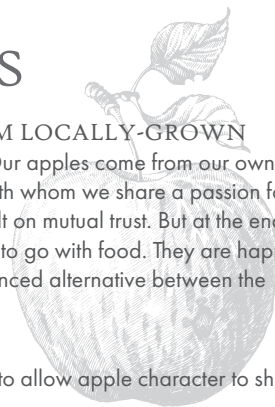 S
M LOCALLY-GROWN
Our apples come from our own
th whom we share a passion fo
lt on mutual trust. But at the end
to go with food. They are hap
nced alternative between the
to allow apple character to sh